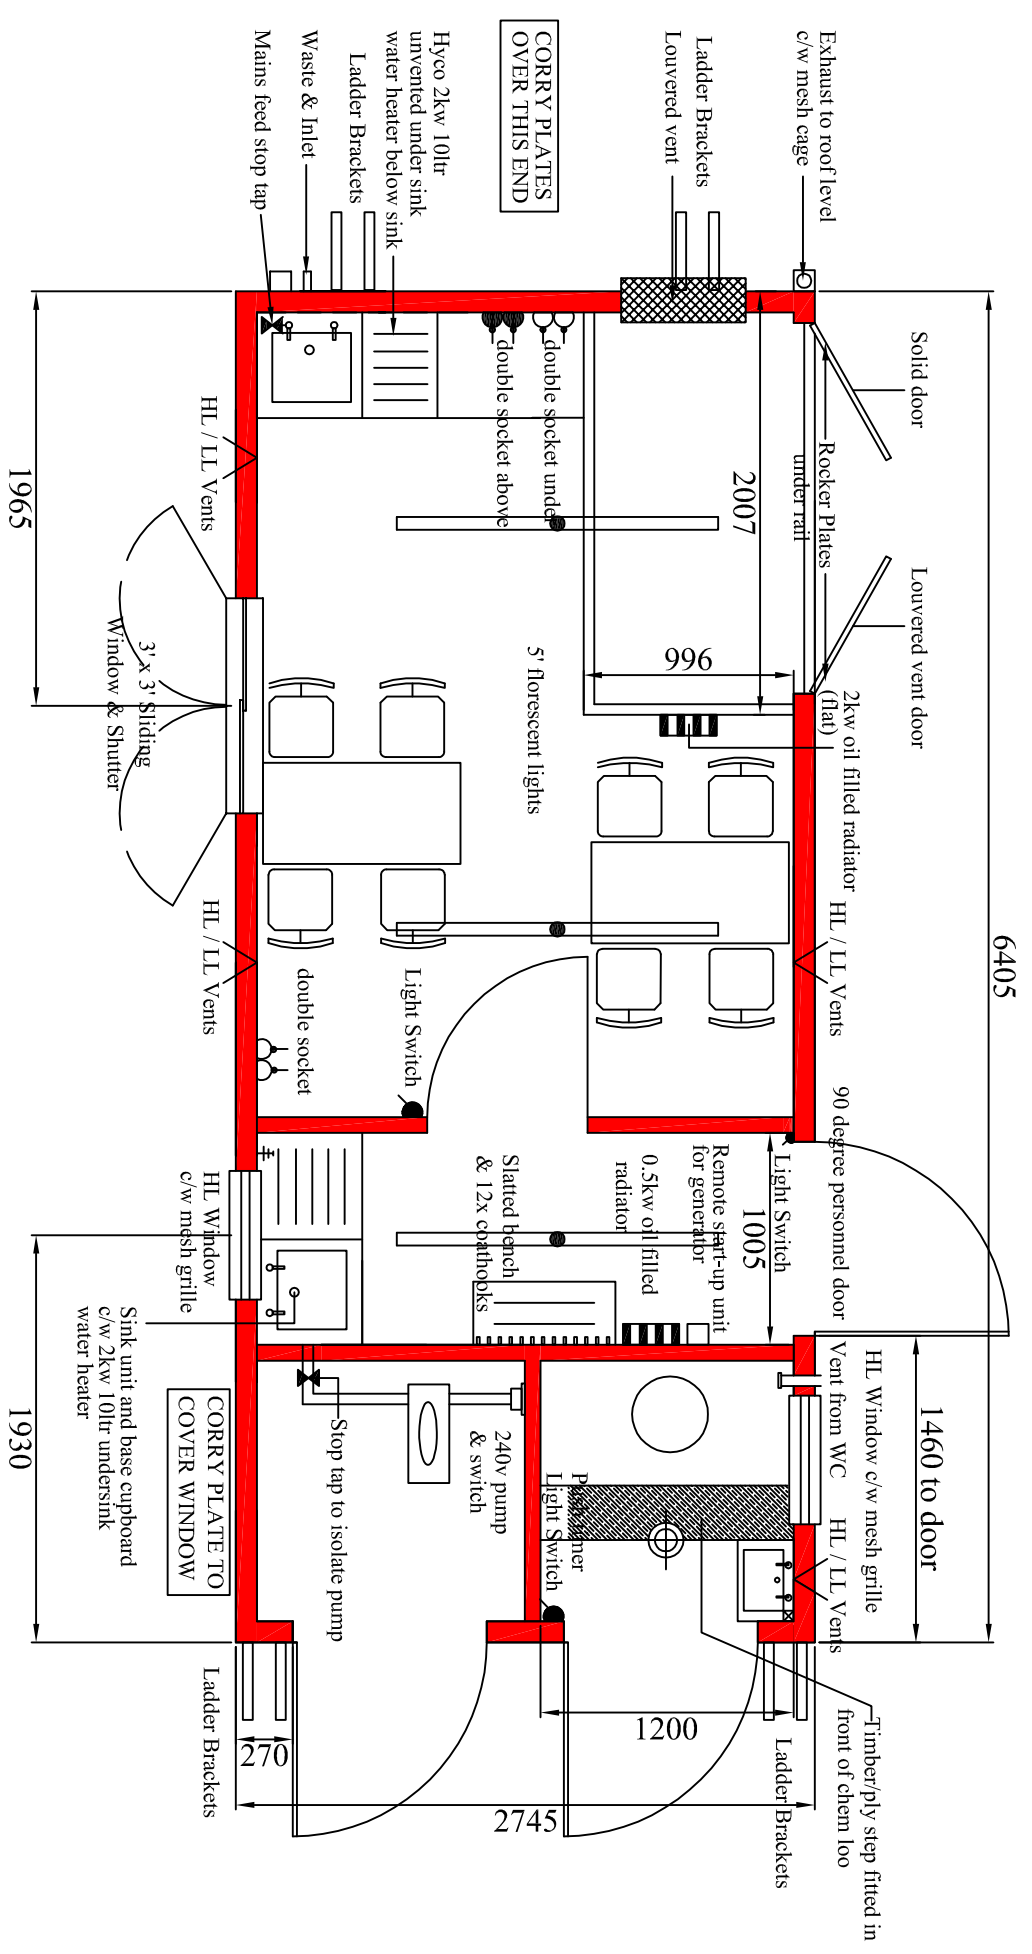 Exhaust to roof level
c/w mesh cage
Ladder Brackets
Louvered vent
CORRY PLATES
OVER THIS END
Hyco 2kw 10ltr
unvented under sink
water heater below sink
Ladder Brackets
Waste & Inlet
Mains feed stop tap
Solid door
Louvered vent door
Rocker Plates
under rail
2007
996
double socket under
double socket above
5' florescent lights
2kw oil filled radiator
(flat)
HL / LL Vents
HL / LL Vents
HL / LL Vents
1965
3' x 3' Sliding
Window & Shutter
6405
Light Switch
double socket
90 degree personnel door
Light Switch
1005
Remote start-up unit
for generator
0.5kw oil filled
radiator
Slatted bench
& 12x coathooks
HL Window
c/w mesh grille
1930
Sink unit and base cupboard
c/w 2kw 10ltr undersink
water heater
CORRY PLATE TO
COVER WINDOW
1460 to door
HL Window c/w mesh grille
Vent from WC
HL / LL Vents
240v pump
& switch
Stop tap to isolate pump
Push timer
Light Switch
Timber/ply step fitted in
front of chem loo
1200
270
2745
Ladder Brackets
Ladder Brackets